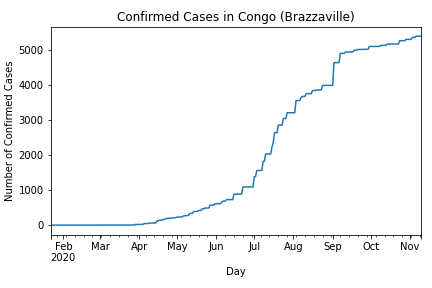 Confirmed Cases in Congo (Brazzaville)
Number of Confirmed Cases
5000
4000
3000
2000
1000
0
Feb Mar Apr May Jun Jul Aug Sep Oct Nov
2020
Day